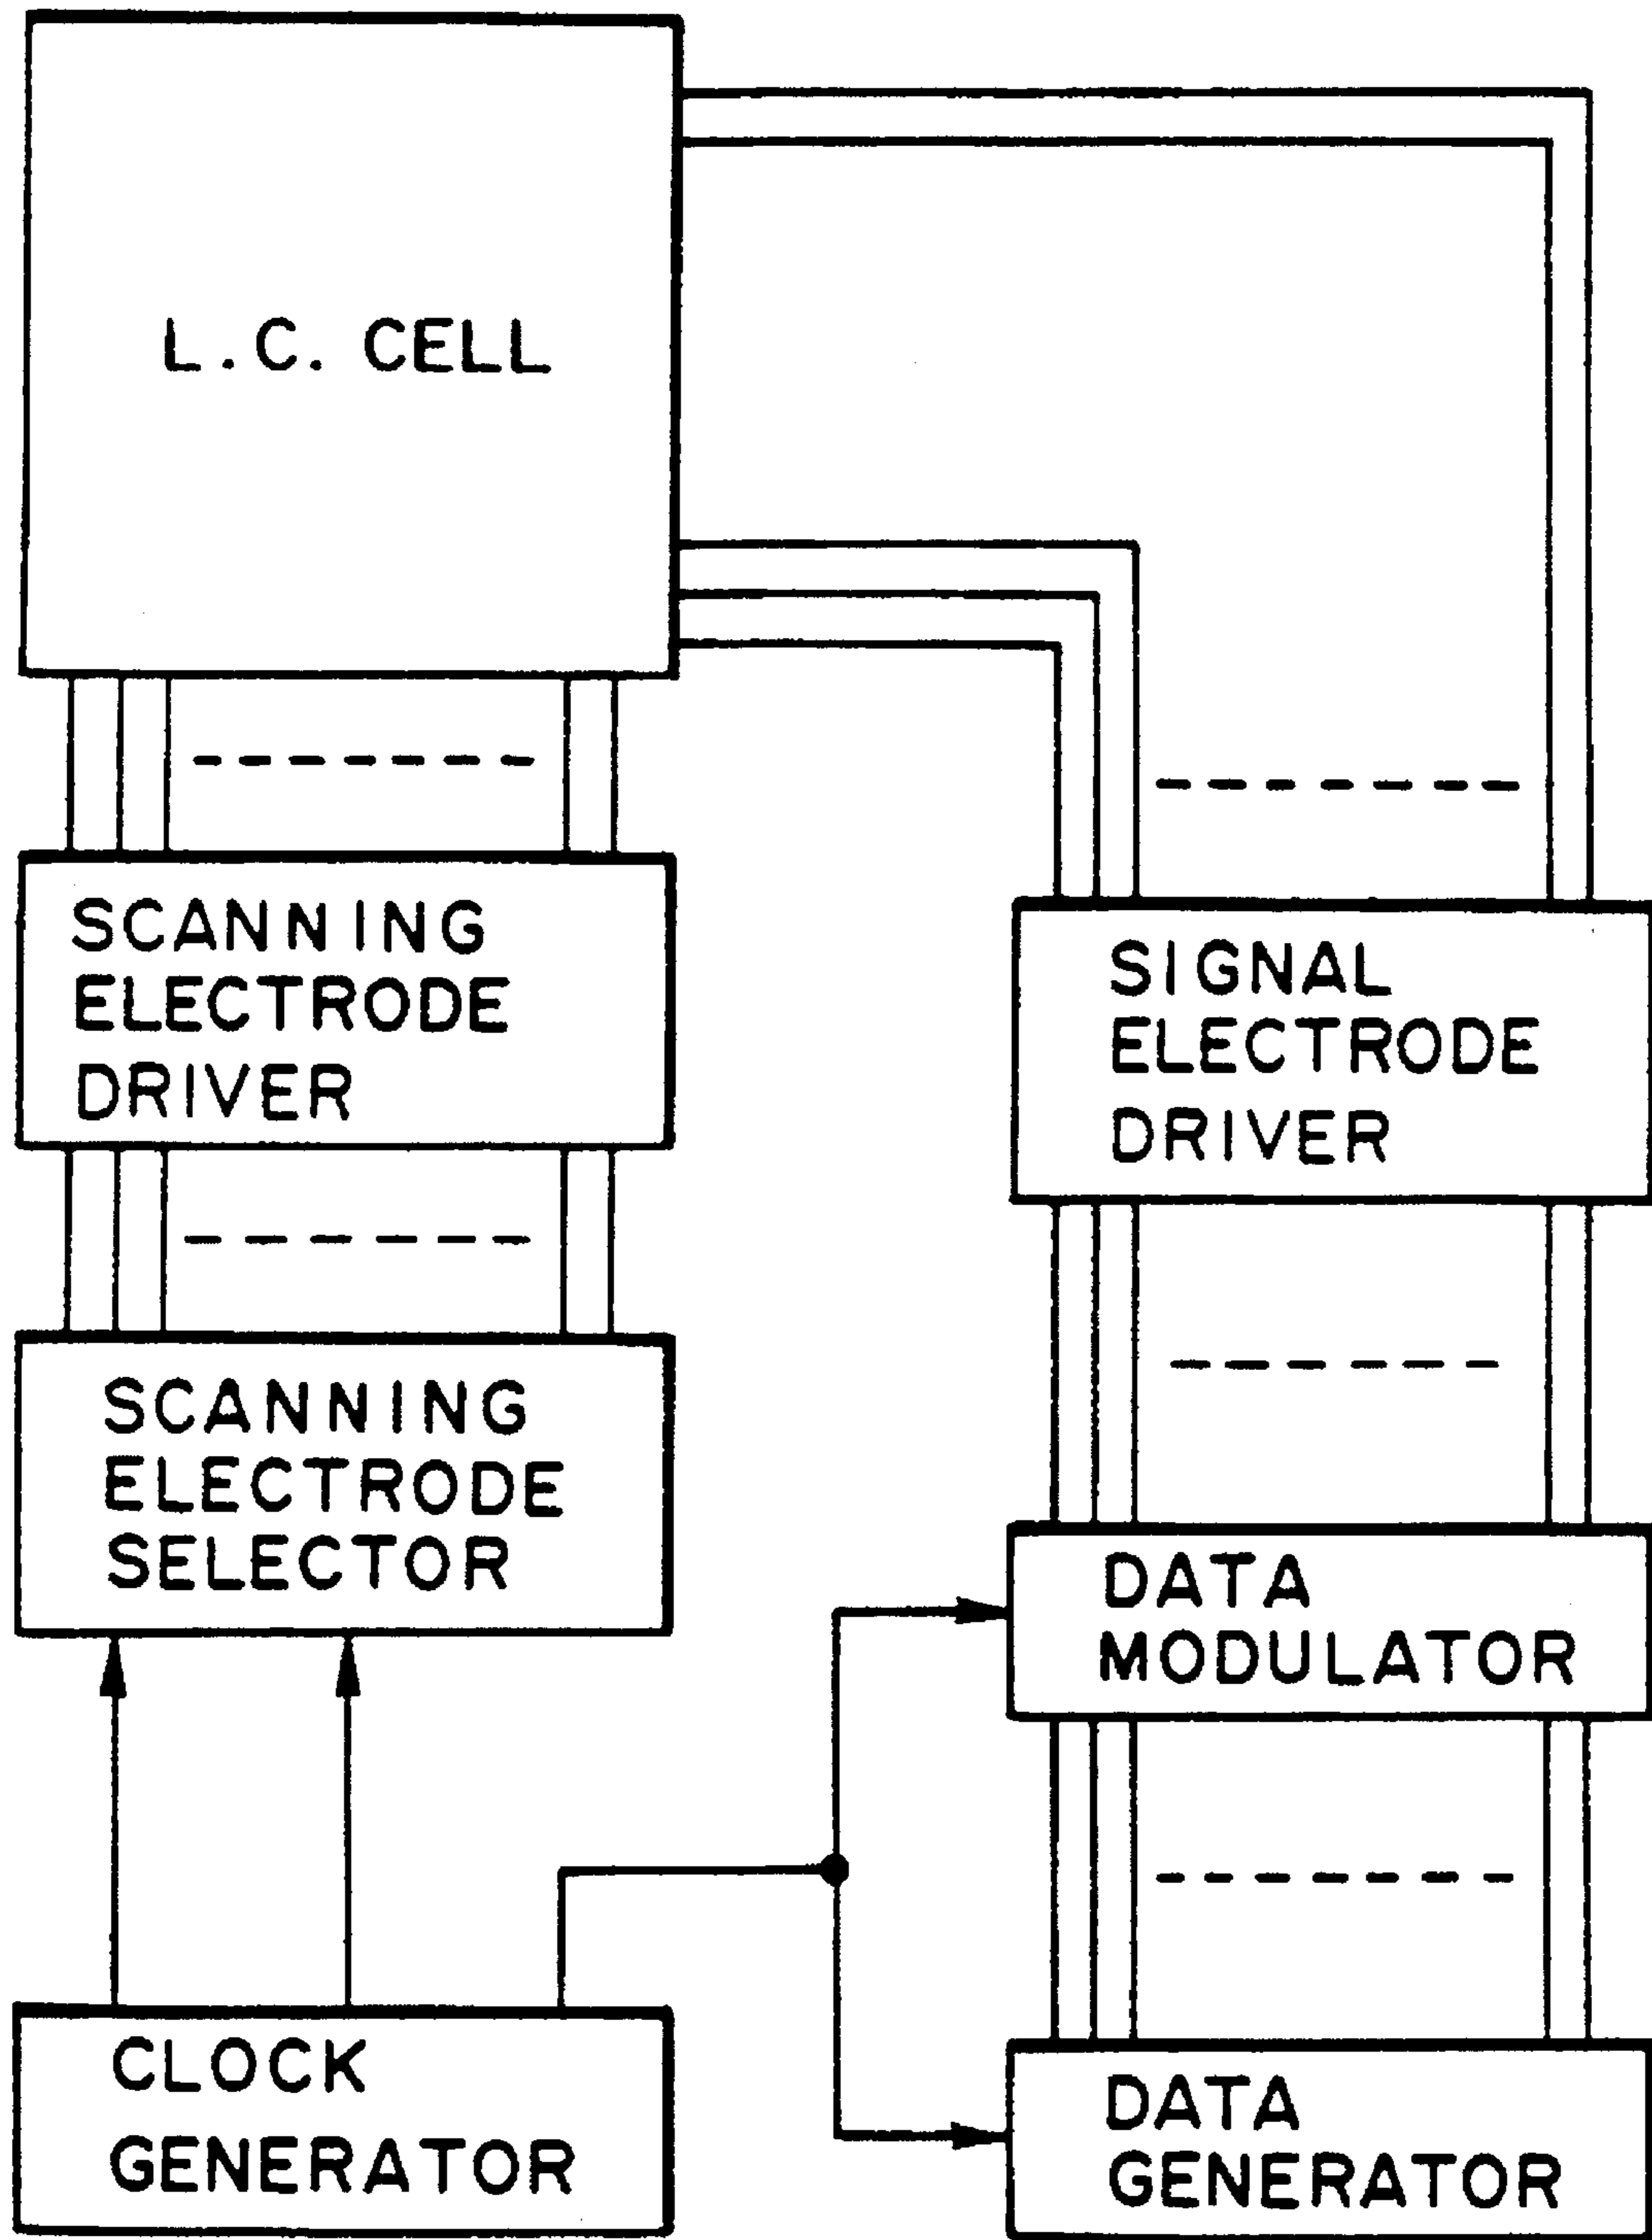 L.C. CELL
SCANNING
ELECTRODE
DRIVER
SIGNAL
ELECTRODE
DRIVER
SCANNING
ELECTRODE
SELECTOR
DATA
MODULATOR
CLOCK
GENERATOR
DATA
GENERATOR